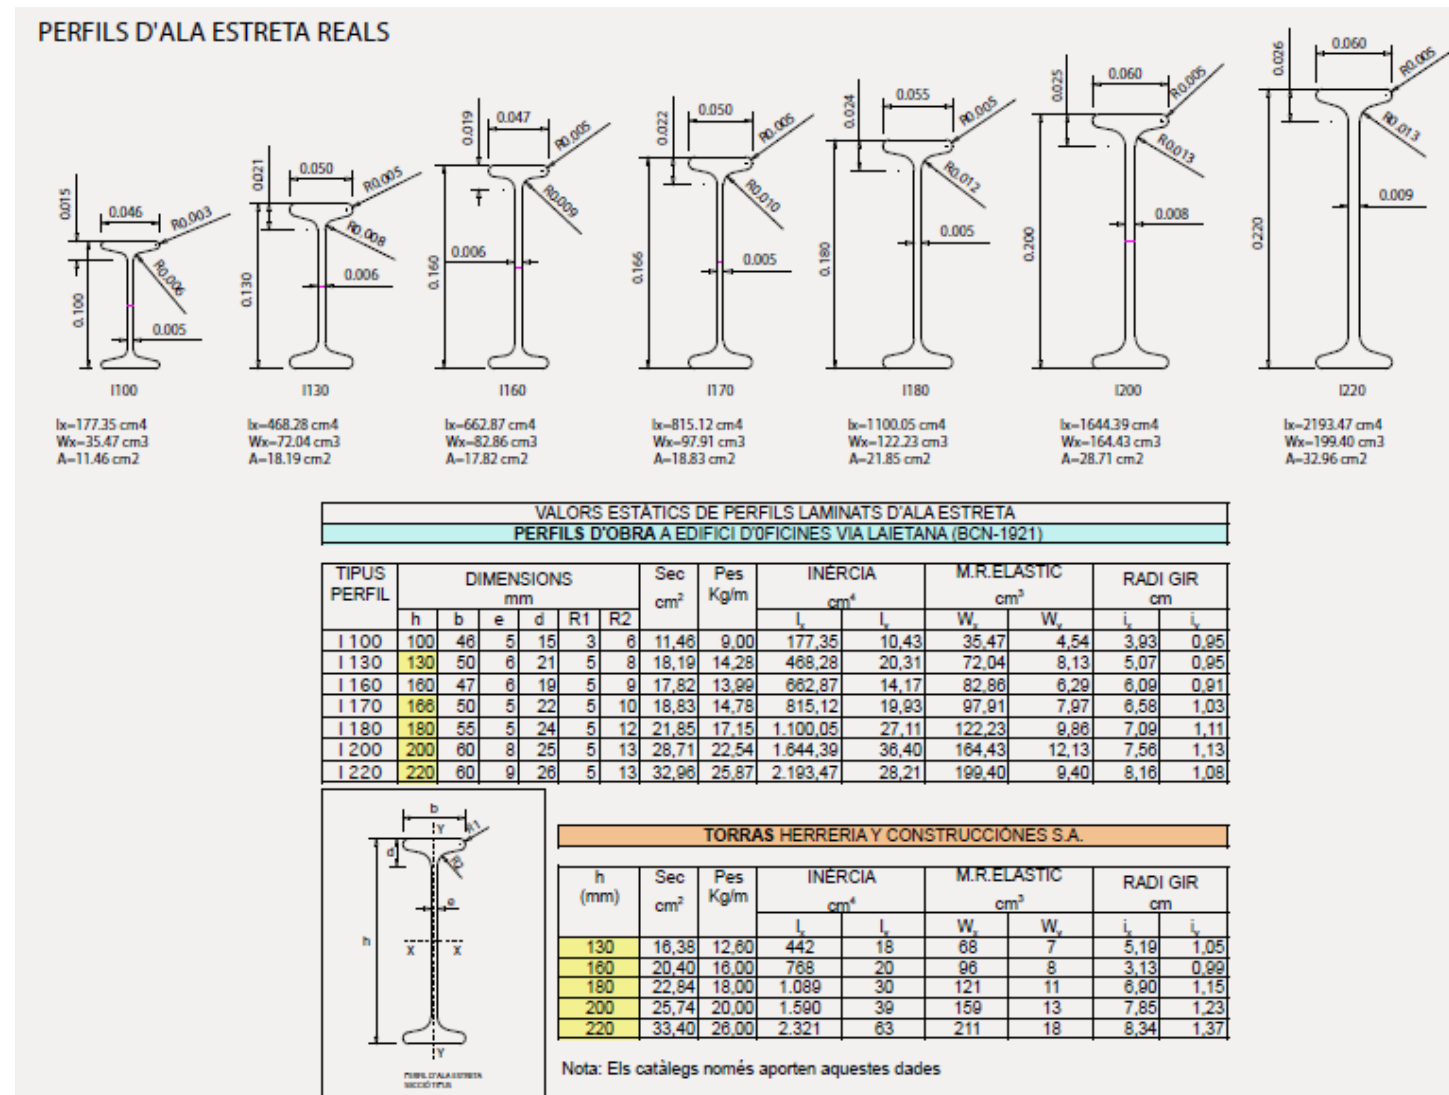 PERFILS D'ALA ESTRETA REALS
0.015 0.046 R0.003 R0.006 0.100 0.005
0.021 0.050 R0.005 R0.008 0.130 0.006
0.019 0.047 R0.005 R0.009 0.160 0.006
0.022 0.050 R0.005 R0.010 0.166 0.005
0.024 0.055 R0.005 R0.012 0.180 0.005
0.025 0.060 R0.005 R0.013 0.200 0.008
0.026 0.060 R0.005 R0.013 0.220 0.009
I100 I130 I160 I170 I180 I200 I220
Ix=177.35 cm4 Ix=468.28 cm4 Ix=662.87 cm4 Ix=815.12 cm4 Ix=1100.05 cm4 Ix=1644.39 cm4 Ix=2193.47 cm4
Wx=35.47 cm3 Wx=72.04 cm3 Wx=82.86 cm3 Wx=97.91 cm3 Wx=122.23 cm3 Wx=164.43 cm3 Wx=199.40 cm3
A=11.46 cm2 A=18.19 cm2 A=17.82 cm2 A=18.83 cm2 A=21.85 cm2 A=28.71 cm2 A=32.96 cm2
VALORS ESTÀTICS DE PERFILS LAMINATS D'ALA ESTRETA
PERFILS D'OBRA A EDIFICI D'0FICINES VIA LAIETANA (BCN-1921)
TIPUS PERFIL DIMENSIONS mm Sec cm² Pes Kg/m INÈRCIA cm⁴ M.R.ELASTIC cm³ RADI GIR cm
h b e d R1 R2 Ix Iy Wx Wy ix iy
I 100 100 46 5 15 3 6 11,46 9,00 177,35 10,43 35,47 4,54 3,93 0,95
I 130 130 50 6 21 5 8 18,19 14,28 468,28 20,31 72,04 8,13 5,07 0,95
I 160 160 47 6 19 5 9 17,82 13,99 662,87 14,17 82,86 6,29 6,09 0,91
I 170 166 50 5 22 5 10 18,83 14,78 815,12 19,93 97,91 7,97 6,58 1,03
I 180 180 55 5 24 5 12 21,85 17,15 1.100,05 27,11 122,23 9,86 7,09 1,11
I 200 200 60 8 25 5 13 28,71 22,54 1.644,39 36,40 164,43 12,13 7,56 1,13
I 220 220 60 9 26 5 13 32,96 25,87 2.193,47 28,21 199,40 9,40 8,16 1,08
b
Y R1
d R2
e
h X X
Y
PERFIL D'ALA ESTRETA
SECCIÓ TIPUS
TORRAS HERRERIA Y CONSTRUCCIÓNES S.A.
h (mm) Sec cm² Pes Kg/m INÈRCIA cm⁴ M.R.ELASTIC cm³ RADI GIR cm
Ix Iy Wx Wy ix iy
130 16,38 12,60 442 18 68 7 5,19 1,05
160 20,40 16,00 768 20 96 8 3,13 0,99
180 22,84 18,00 1.089 30 121 11 6,90 1,15
200 25,74 20,00 1.590 39 159 13 7,85 1,23
220 33,40 26,00 2.321 63 211 18 8,34 1,37
Nota: Els catàlegs només aporten aquestes dades